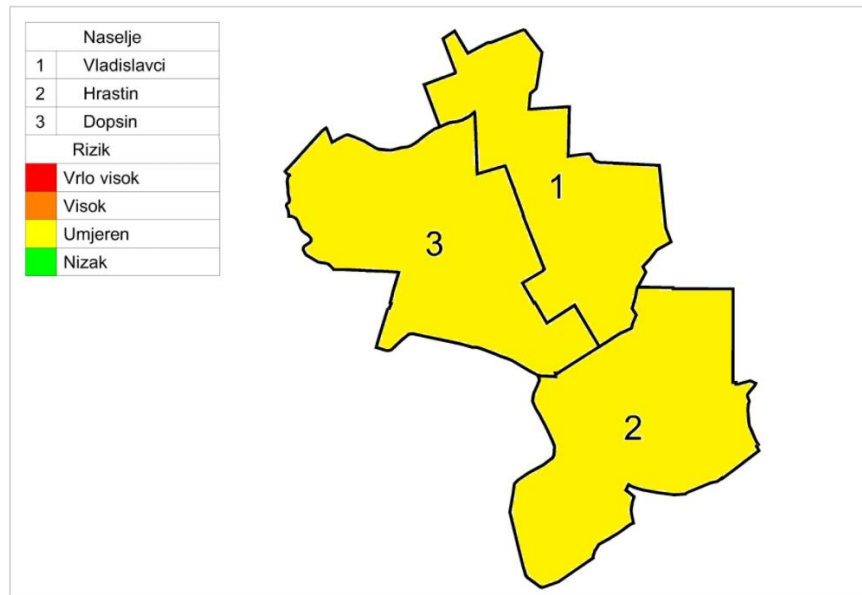 Naselje
1 Vladislavci
2 Hrastin
3 Dopsin
Rizik
Vrlo visok
Visok
Umjeren
Nizak
1
3
2